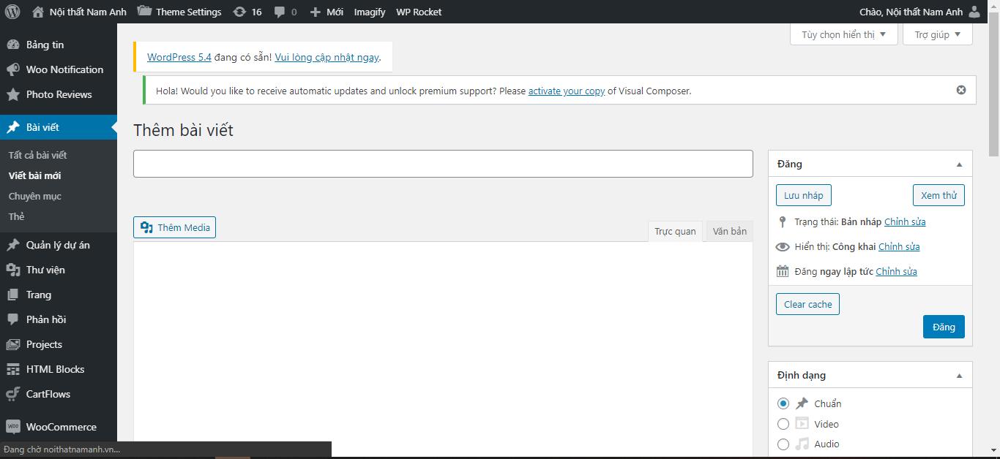 Nội thất Nam Anh Theme Settings 16 0 Mới Imagify WP Rocket Chào, Nội thất Nam Anh
Tùy chọn hiển thị ▼ Trợ giúp ▼
Bảng tin
Woo Notification
Photo Reviews
Bài viết
Tất cả bài viết
Viết bài mới
Chuyên mục
Thẻ
Quản lý dự án
Thư viện
Trang
Phản hồi
Projects
HTML Blocks
CartFlows
WOO WooCommerce
Đang chờ noithatnamanh.vn...
WordPress 5.4 đang có sẵn! Vui lòng cập nhật ngay.
Hola! Would you like to receive automatic updates and unlock premium support? Please activate your copy of Visual Composer.
Thêm bài viết
Thêm Media
Trực quan Văn bản
Đăng
Lưu nháp Xem thử
Trạng thái: Bản nháp Chỉnh sửa
Hiển thị: Công khai Chỉnh sửa
Đăng ngay lập tức Chỉnh sửa
Clear cache
Đăng
Định dạng
Chuẩn
Video
Audio